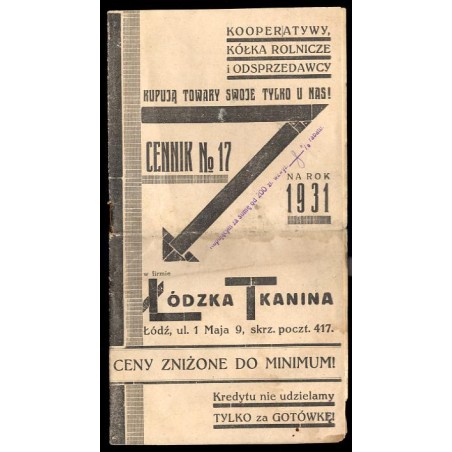 KOOPERATYWY,
KÓŁKA ROLNICZE
i ODSPRZEDAWCY
KUPUJĄ TOWARY SWOJE TYLKO U NAS!
CENNIK No 17
NA ROK
1931
w firmie
ŁÓDZKA TKANINA
Łódź, ul. 1 Maja 9, skrz. poczt. 417.
CENY ZNIŻONE DO MINIMUM!
Kredytu nie udzielamy
TYLKO za GOTÓWKĘ!